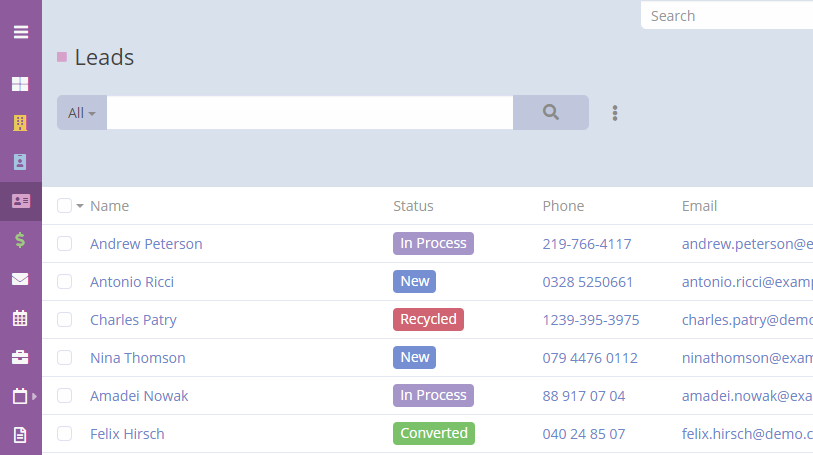 Search
Leads
All
Name Status Phone Email
Andrew Peterson In Process 219-766-4117 andrew.peterson@e
Antonio Ricci New 0328 5250661 antonio.ricci@examp
Charles Patry Recycled 1239-395-3975 charles.patry@demo
Nina Thomson New 079 4476 0112 ninathomson@exam
Amadei Nowak In Process 88 917 07 04 amadei.nowak@exa
Felix Hirsch Converted 040 24 85 07 felix.hirsch@demo.c